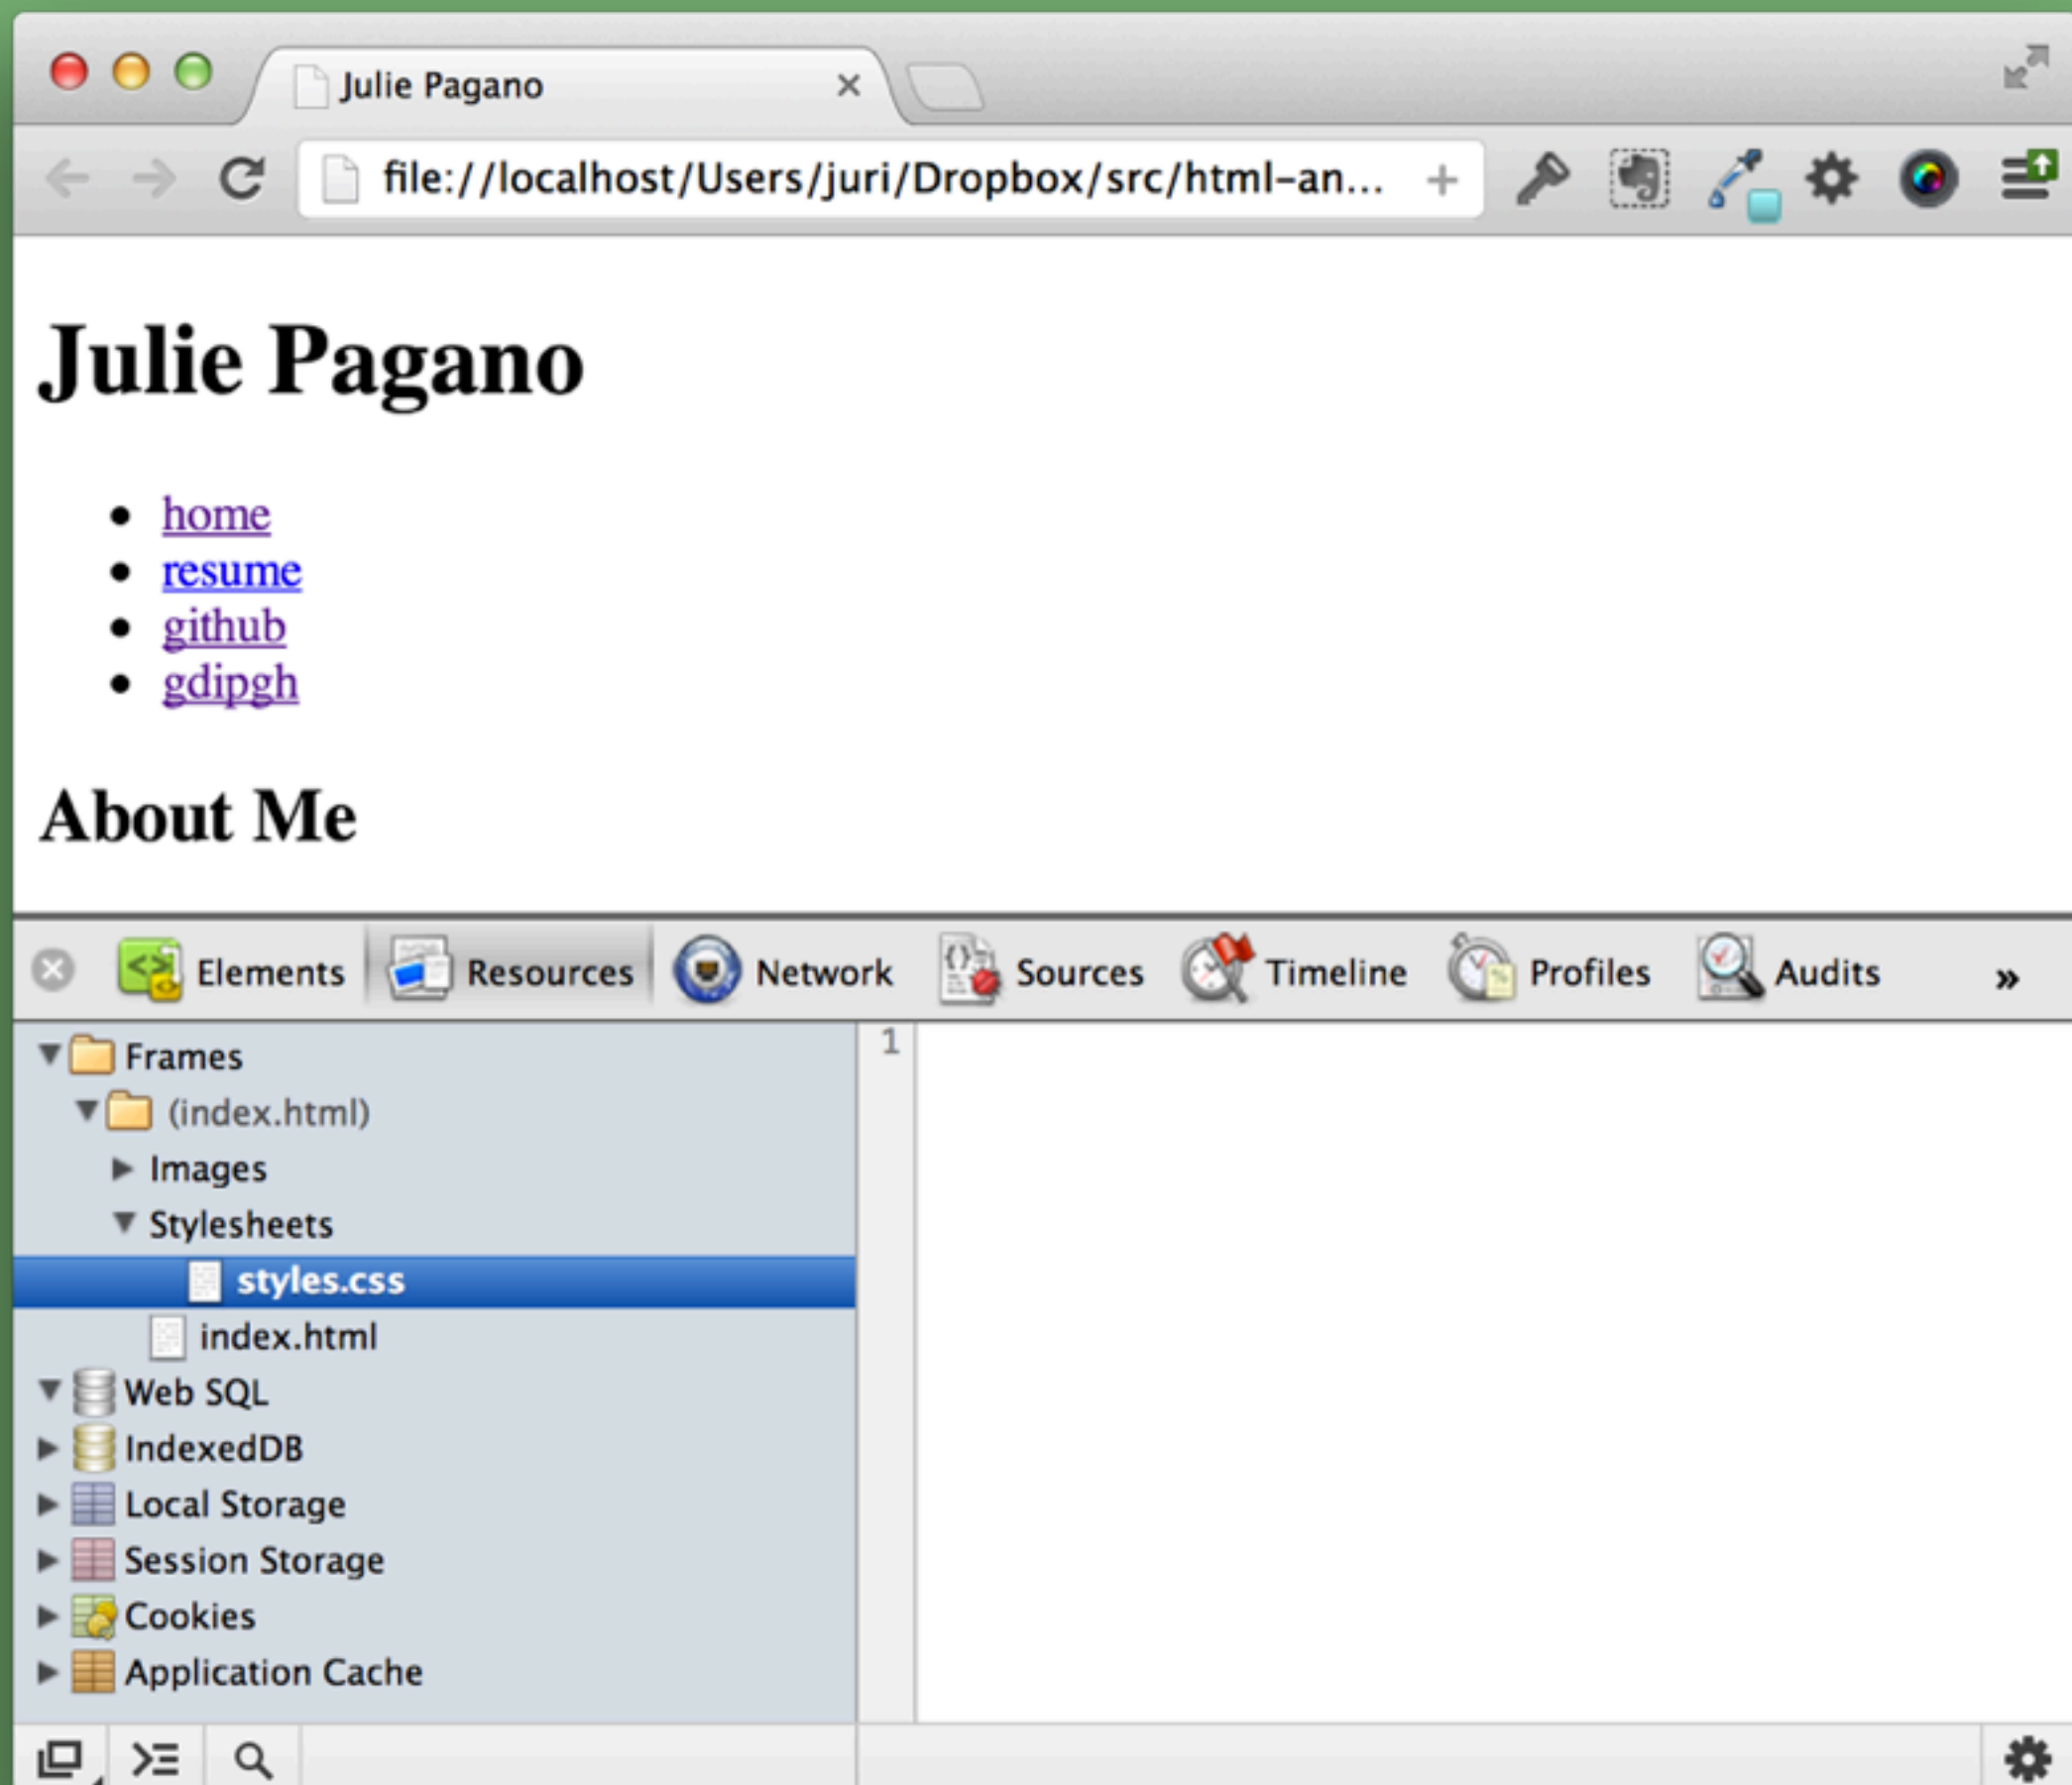 Julie Pagano
file://localhost/Users/juri/Dropbox/src/html-an...
Julie Pagano
home
resume
github
gdipgh
About Me
Elements Resources Network Sources Timeline Profiles Audits »
Frames
(index.html)
Images
Stylesheets
styles.css
index.html
Web SQL
IndexedDB
Local Storage
Session Storage
Cookies
Application Cache
1